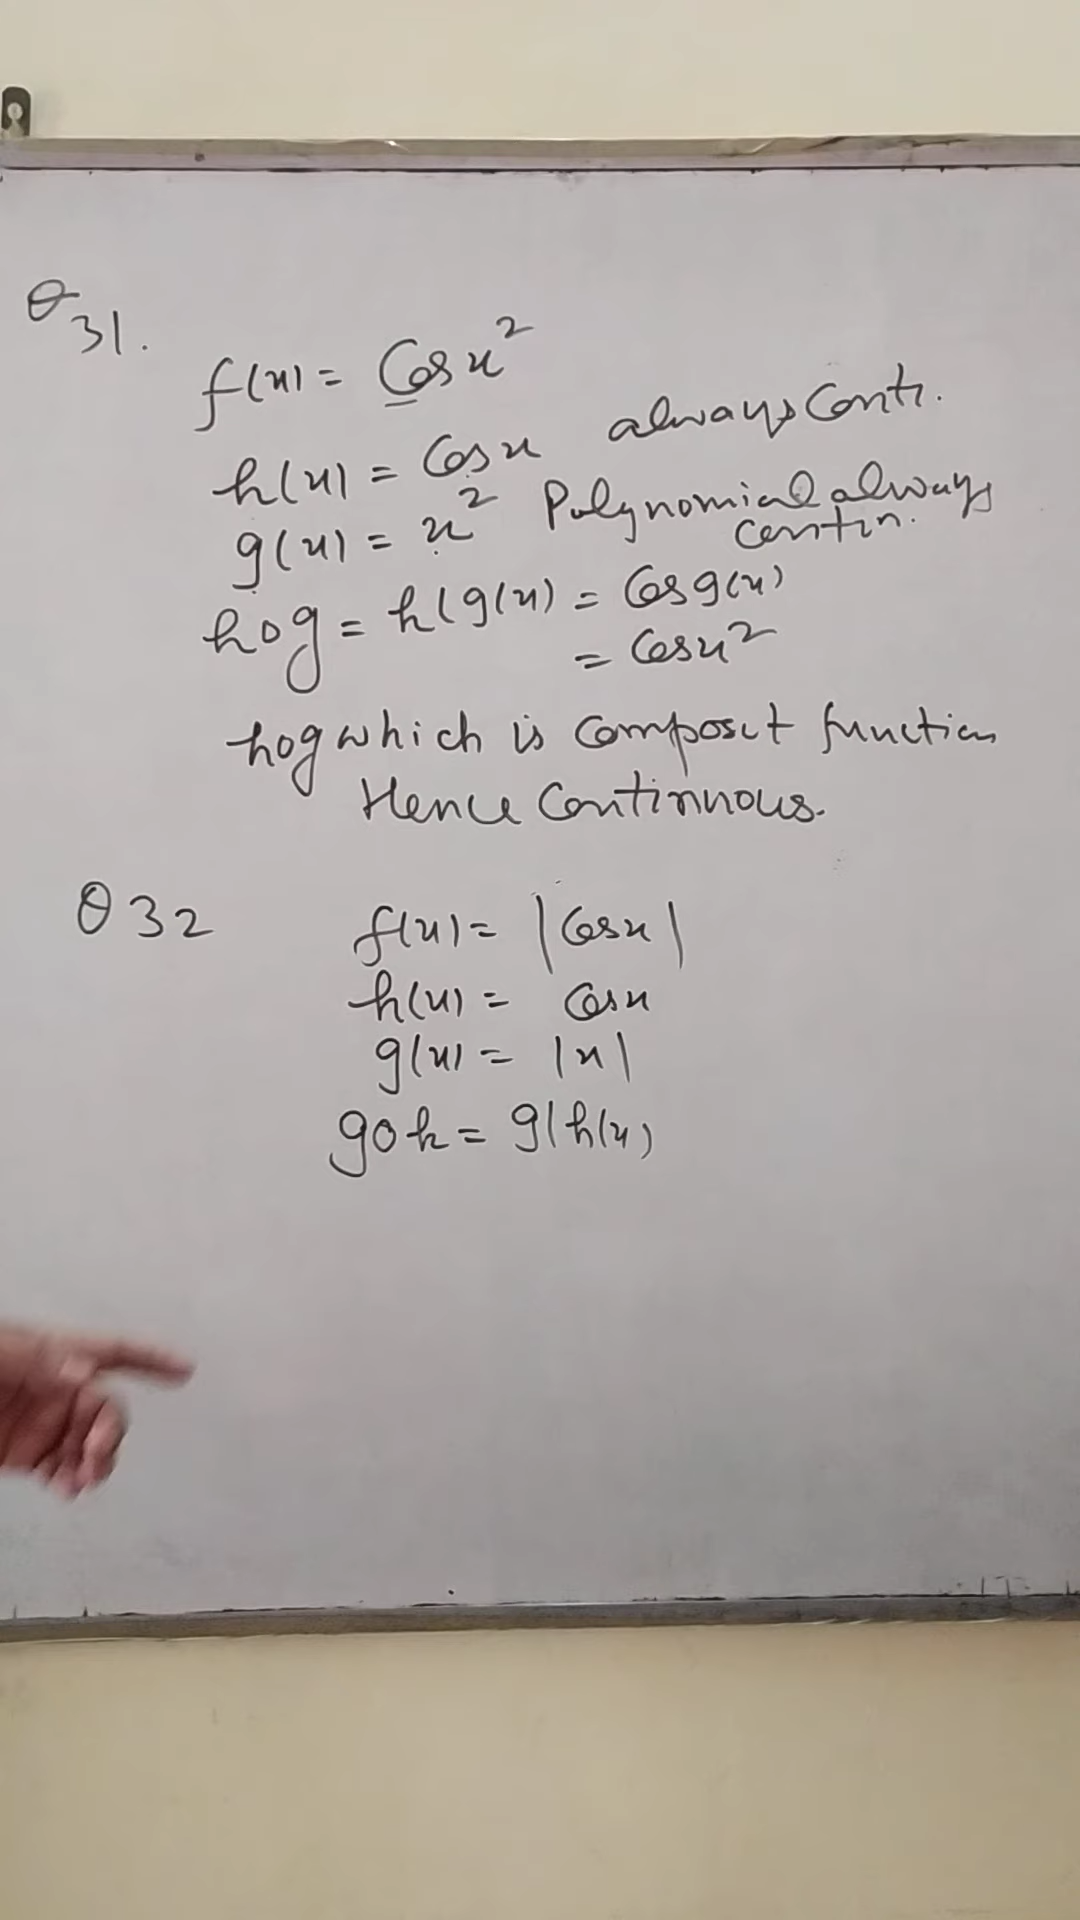 Q31.
f(x) = Cos x²
h(x) = Cos x always Conti.
g(x) = x² Polynomial always
contin.
hog = h(g(x) = Cos g(x)
= Cos x²
hog which is Composit function
Hence Continuous.
Q32 f(x) = |Cos x|
h(x) = Cos x
g(x) = |x|
goh = g(h(x)